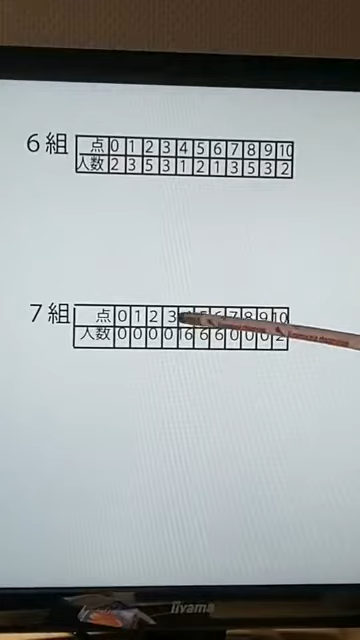 6組
点 0 1 2 3 4 5 6 7 8 9 10
人数 2 3 5 3 1 2 1 3 5 3 2
7組
点 0 1 2 3 6 7 8 9 10
人数 0 0 0 0 16 6 6 0 0 0 2
iiyama